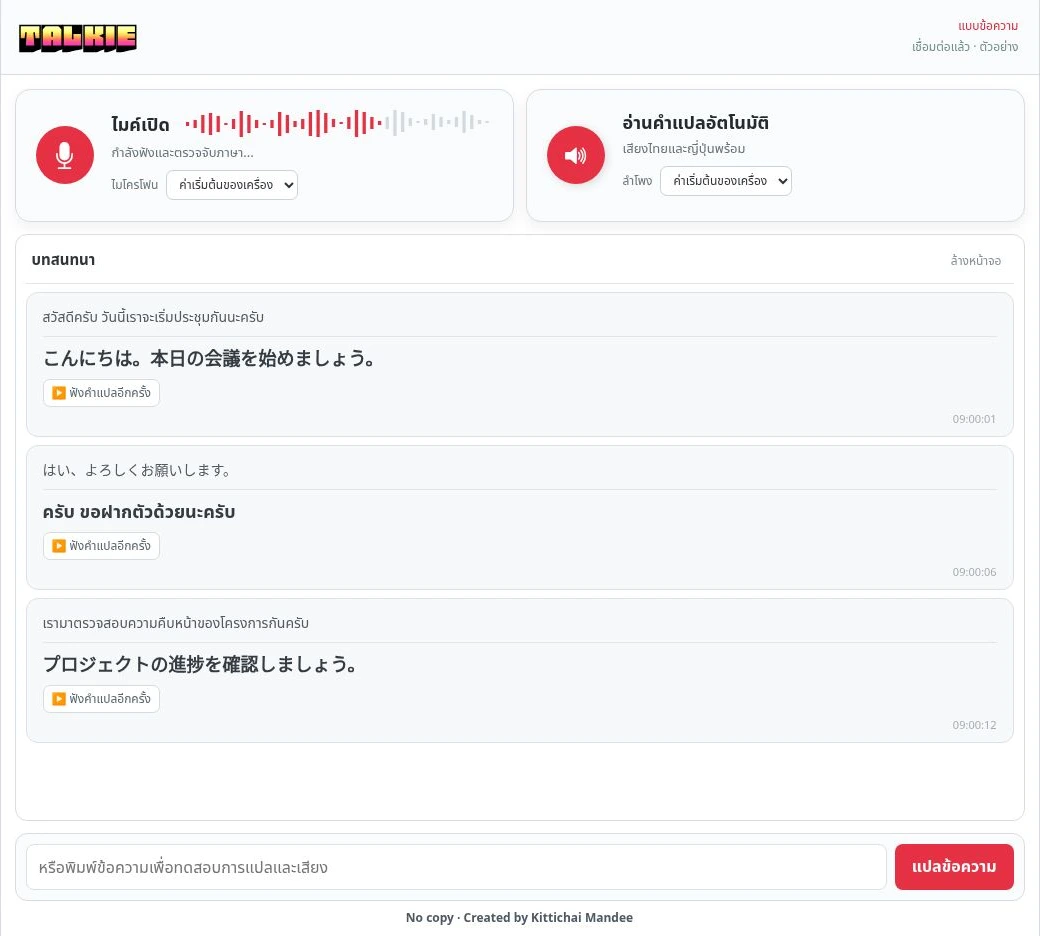 TALKIE
แบบข้อความ
เชื่อมต่อแล้ว · ตัวอย่าง
ไมค์เปิด
กำลังฟังและตรวจจับภาษา...
ไมโครโฟน ค่าเริ่มต้นของเครื่อง
อ่านคำแปลอัตโนมัติ
เสียงไทยและญี่ปุ่นพร้อม
ลำโพง ค่าเริ่มต้นของเครื่อง
บทสนทนา ล้างหน้าจอ
สวัสดีครับ วันนี้เราจะเริ่มประชุมกันนะครับ
こんにちは。本日の会議を始めましょう。
ฟังคำแปลอีกครั้ง
09:00:01
はい、よろしくお願いします。
ครับ ขอฝากตัวด้วยนะครับ
ฟังคำแปลอีกครั้ง
09:00:06
เรามาตรวจสอบความคืบหน้าของโครงการกันครับ
プロジェクトの進捗を確認しましょう。
ฟังคำแปลอีกครั้ง
09:00:12
หรือพิมพ์ข้อความเพื่อทดสอบการแปลและเสียง แปลข้อความ
No copy · Created by Kittichai Mandee